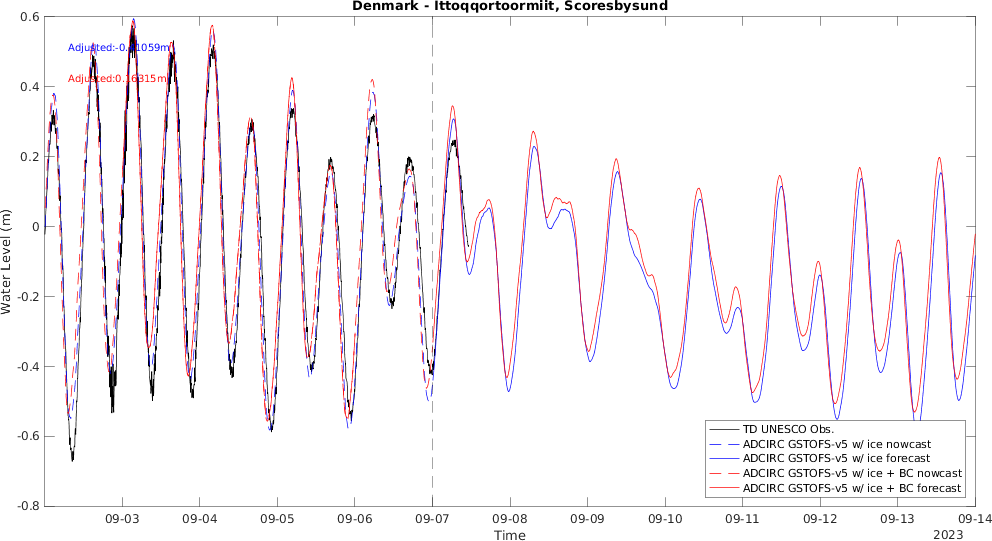 Denmark - Ittoqqortoormiit, Scoresbysund
Adjusted:-0.01059m
Adjusted:0.16315m
Water Level (m)
0.6
0.4
0.2
0
-0.2
-0.4
-0.6
-0.8
TD UNESCO Obs.
ADCIRC GSTOFS-v5 w/ ice nowcast
ADCIRC GSTOFS-v5 w/ ice forecast
ADCIRC GSTOFS-v5 w/ ice + BC nowcast
ADCIRC GSTOFS-v5 w/ ice + BC forecast
09-03 09-04 09-05 09-06 09-07 09-08 09-09 09-10 09-11 09-12 09-13 09-14
Time
2023